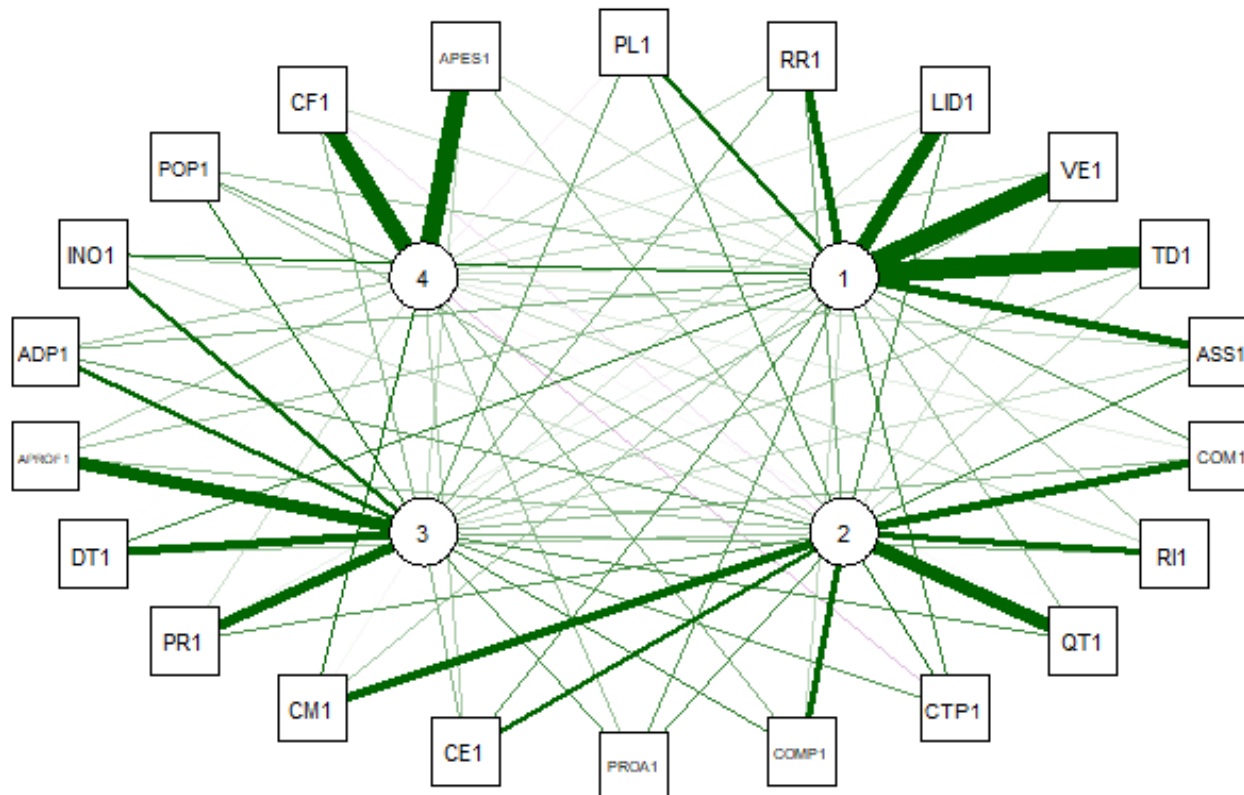 PL1
RR1
APES1
LID1
CF1
VE1
POP1
TD1
INO1
4
1
ASS1
ADP1
COM1
APROF1
3
2
RI1
DT1
QT1
PR1
CTP1
CM1
CE1
COMP1
PROA1